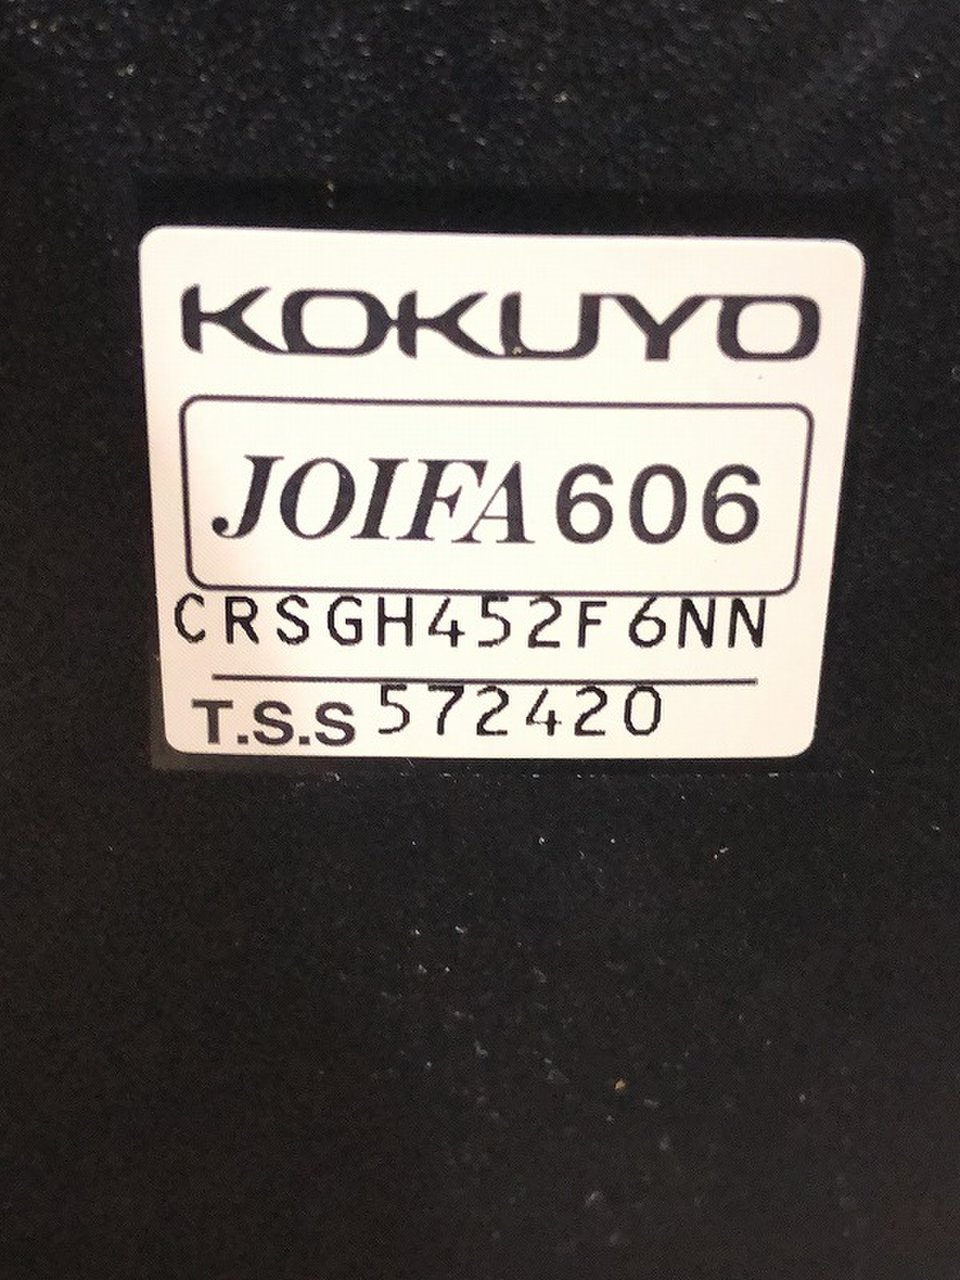 KOKUYO
JOIFA 606
CRSGH452F6NN
T.S.S 572420